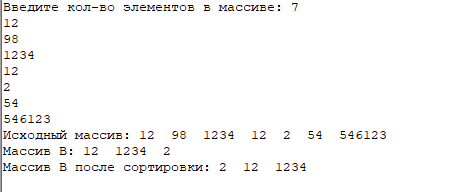 Введите кол-во элементов в массиве: 7
12
98
1234
12
2
54
546123
Исходный массив: 12  98  1234  12  2  54  546123
Массив B: 12  1234  2
Массив B после сортировки: 2  12  1234